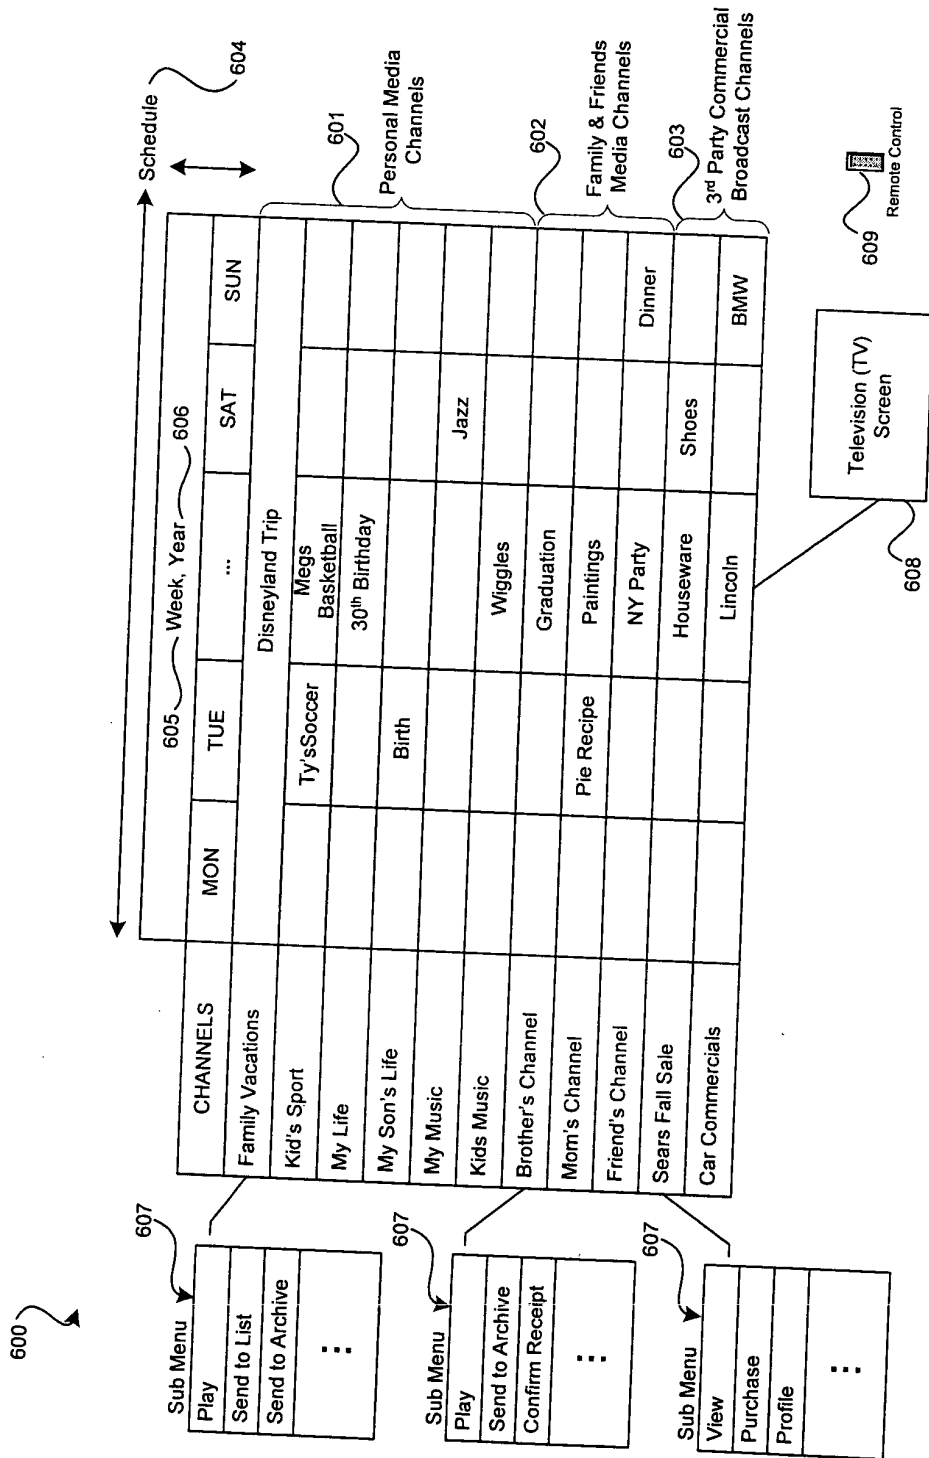 600
Schedule
604
605 Week, Year 606
CHANNELS MON TUE ... SAT SUN
Family Vacations Disneyland Trip
Kid's Sport Ty'sSoccer Megs Basketball
My Life 30th Birthday
My Son's Life Birth
My Music Jazz
Kids Music Wiggles
Brother's Channel Graduation
Mom's Channel Pie Recipe Paintings
Friend's Channel NY Party Dinner
Sears Fall Sale Houseware Shoes
Car Commercials Lincoln BMW
601
Personal Media
Channels
602
Family & Friends
Media Channels
603
3rd Party Commercial
Broadcast Channels
Sub Menu
607
Play
Send to List
Send to Archive
⋮
Sub Menu
607
Play
Send to Archive
Confirm Receipt
⋮
Sub Menu
607
View
Purchase
Profile
⋮
Television (TV)
Screen
608
609
Remote Control